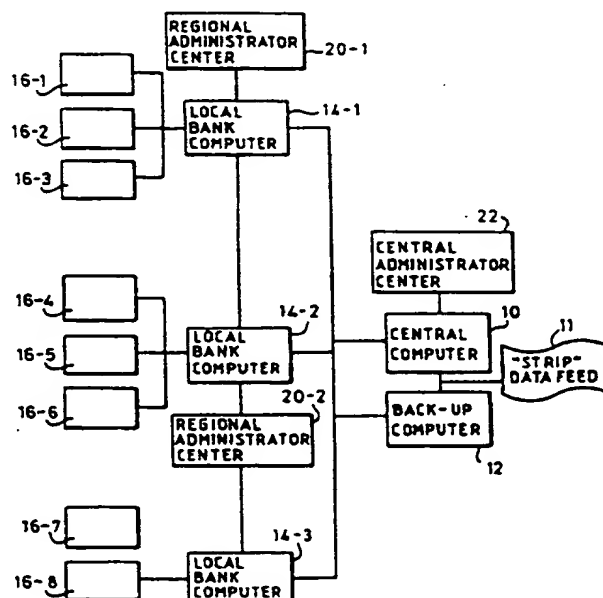 REGIONAL
ADMINISTRATOR
CENTER
20-1
16-1
16-2
16-3
LOCAL
BANK
COMPUTER
14-1
22
CENTRAL
ADMINISTRATOR
CENTER
16-4
16-5
16-6
LOCAL
BANK
COMPUTER
14-2
10
CENTRAL
COMPUTER
11
"STRIP"
DATA FEED
20-2
REGIONAL
ADMINISTRATOR
CENTER
BACK-UP
COMPUTER
12
16-7
16-8
14-3
LOCAL
BANK
COMPUTER